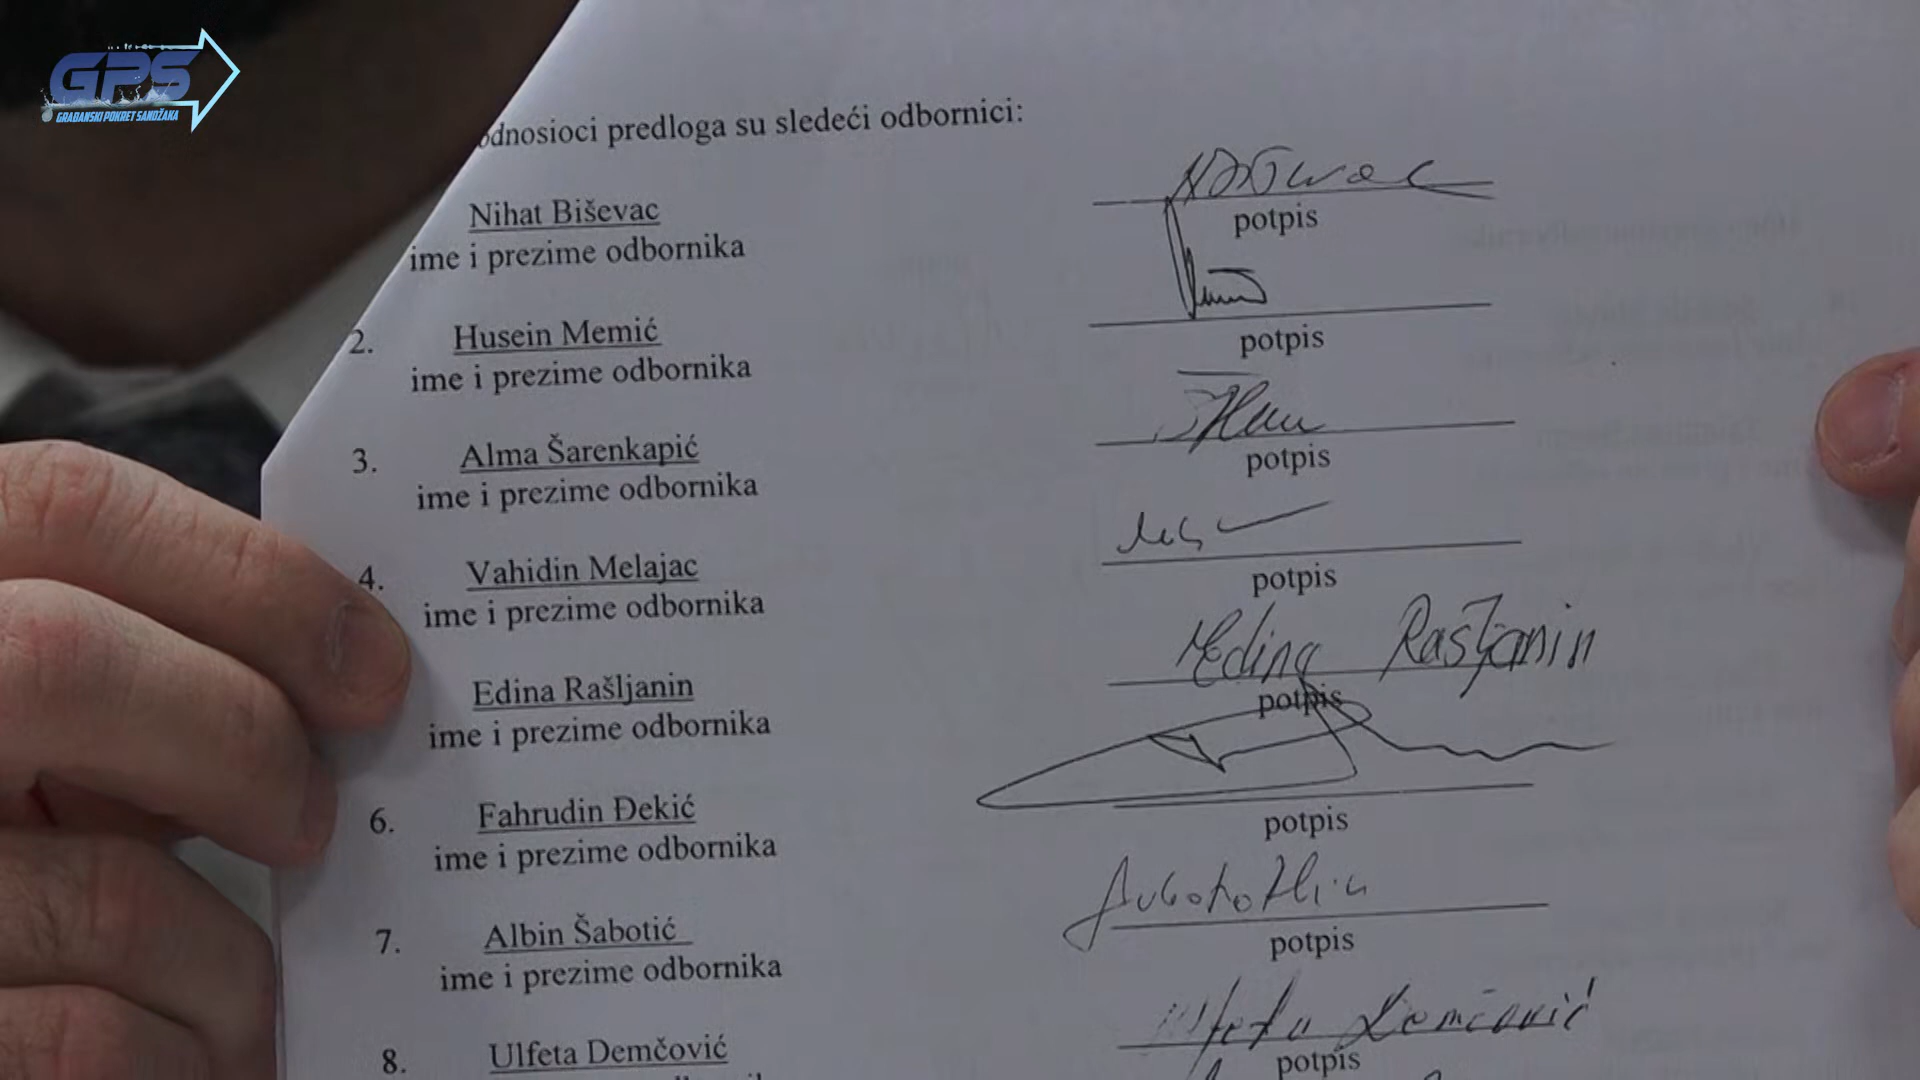 GPS
GRAĐANSKI POKRET SANDŽAKA
odnosioci predloga su sledeći odbornici:
Nihat Biševac
ime i prezime odbornika
potpis
2. Husein Memić
ime i prezime odbornika
potpis
3. Alma Šarenkapić
ime i prezime odbornika
potpis
4. Vahidin Melajac
ime i prezime odbornika
potpis
Edina Rašljanin
ime i prezime odbornika
Edina Rašljanin
potpis
6. Fahrudin Đekić
ime i prezime odbornika
potpis
7. Albin Šabotić
ime i prezime odbornika
potpis
8. Ulfeta Demčović
Ulfeta Demčović
potpis